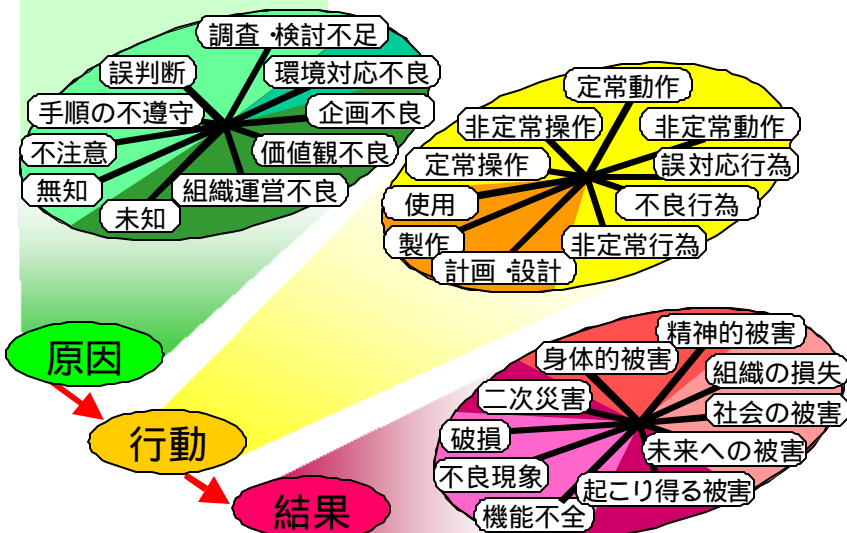 調査・検討不足
誤判断
環境対応不良
手順の不遵守
企画不良
不注意
価値観不良
無知
組織運営不良
未知
定常動作
非定常操作
非定常動作
定常操作
誤対応行為
使用
不良行為
製作
非定常行為
計画・設計
原因
行動
結果
精神的被害
身体的被害
組織の損失
二次災害
社会の被害
破損
未来への被害
不良現象
起こり得る被害
機能不全